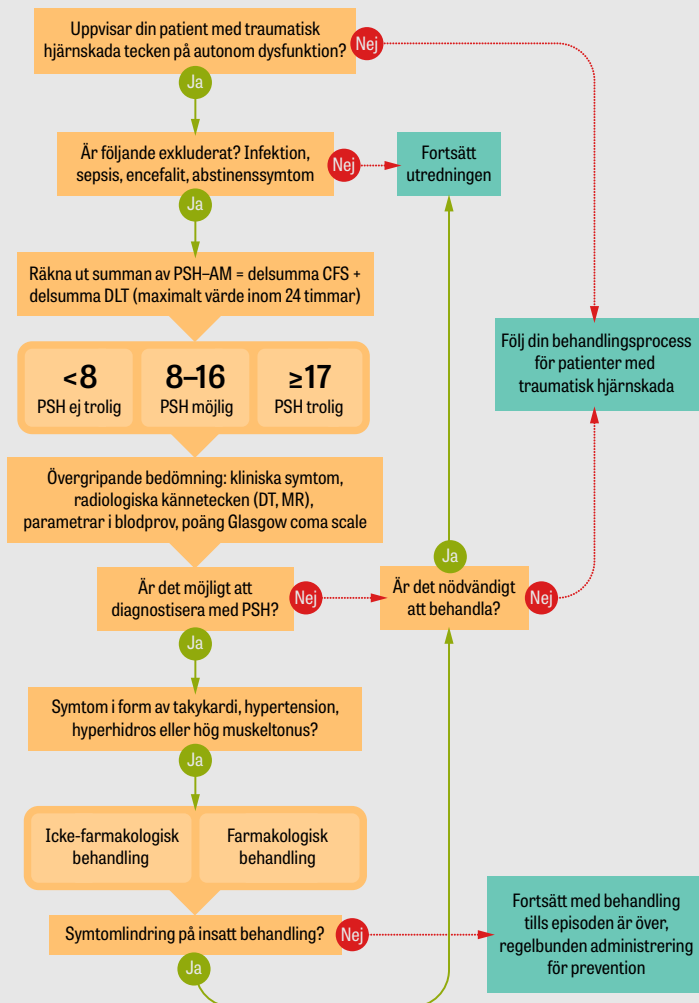 Uppvisar din patient med traumatisk
hjärnskada tecken på autonom dysfunktion?
Nej
Ja
Är följande exkluderat? Infektion,
sepsis, encefalit, abstinenssymtom
Nej
Fortsätt
utredningen
Ja
Räkna ut summan av PSH–AM = delsumma CFS +
delsumma DLT (maximalt värde inom 24 timmar)
Följ din behandlingsprocess
för patienter med
traumatisk hjärnskada
<8
PSH ej trolig
8–16
PSH möjlig
≥17
PSH trolig
Övergripande bedömning: kliniska symtom,
radiologiska kännetecken (DT, MR),
parametrar i blodprov, poäng Glasgow coma scale
Är det möjligt att
diagnostisera med PSH?
Nej
Ja
Är det nödvändigt
att behandla?
Nej
Ja
Symtom i form av takykardi, hypertension,
hyperhidros eller hög muskeltonus?
Ja
Icke-farmakologisk
behandling
Farmakologisk
behandling
Symtomlindring på insatt behandling?
Nej
Fortsätt med behandling
tills episoden är över,
regelbunden administrering
för prevention
Ja